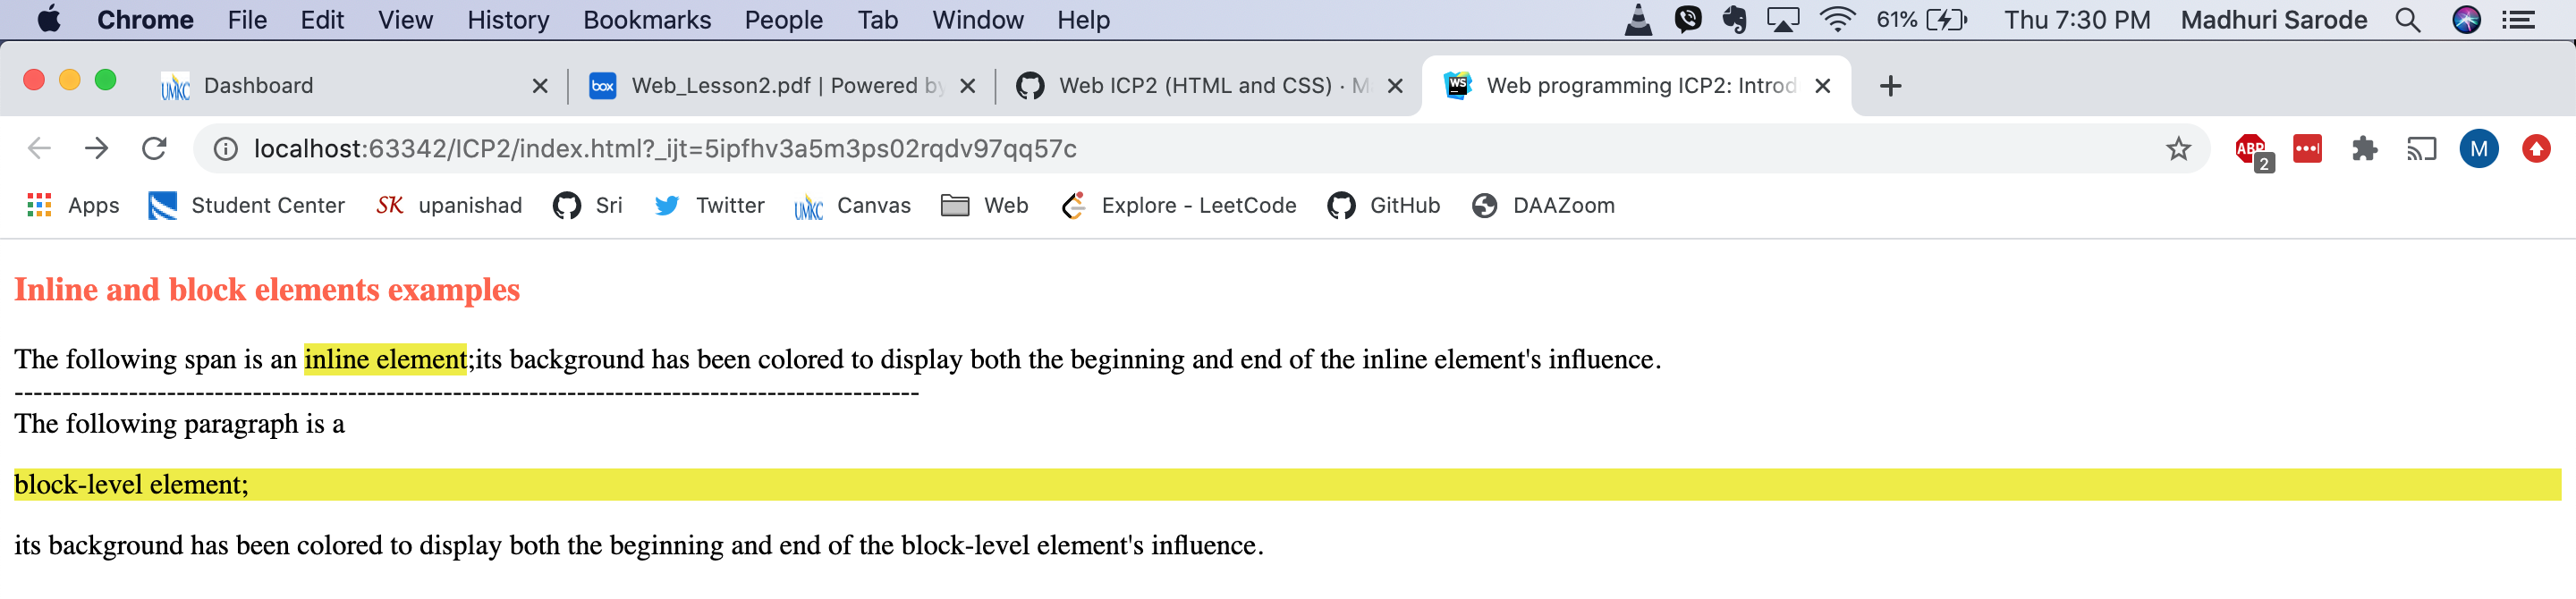 Chrome File Edit View History Bookmarks People Tab Window Help 61% Thu 7:30 PM Madhuri Sarode
UMKC Dashboard box Web_Lesson2.pdf | Powered by WS Web ICP2 (HTML and CSS) · M Web programming ICP2: Introd
localhost:63342/ICP2/index.html?_ijt=5ipfhv3a5m3ps02rqdv97qq57c ABP 2 M
Apps Student Center SK upanishad Sri Twitter UMKC Canvas Web Explore - LeetCode GitHub DAAZoom
Inline and block elements examples
The following span is an inline element;its background has been colored to display both the beginning and end of the inline element's influence.
-----------------------------------------------------------------------------------------------
The following paragraph is a
block-level element;
its background has been colored to display both the beginning and end of the block-level element's influence.